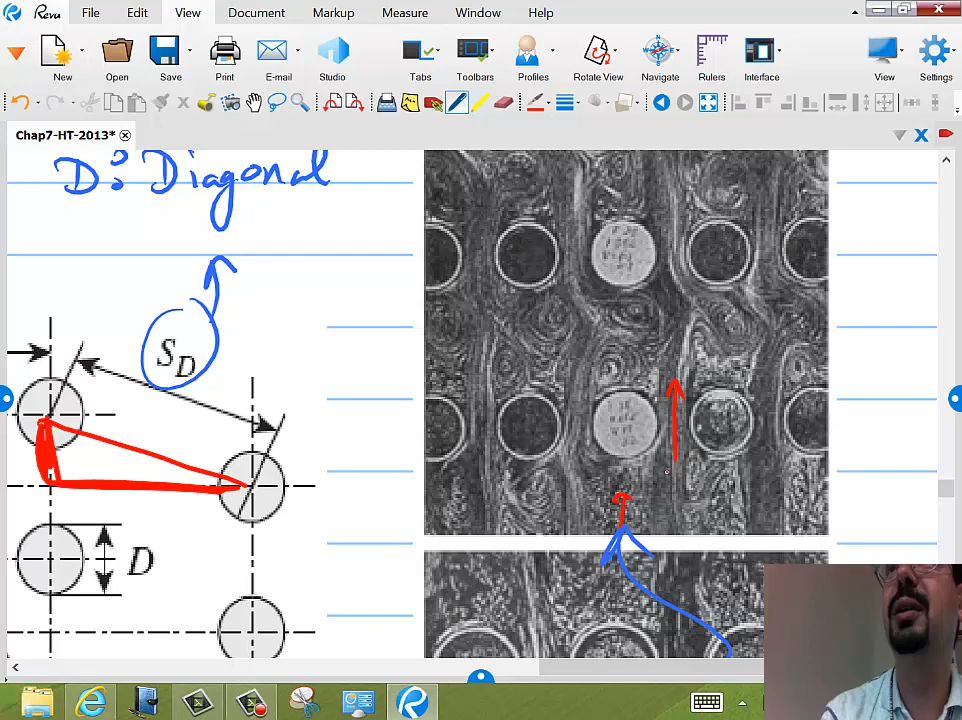 Revu File Edit View Document Markup Measure Window Help
New Open Save Print E-mail Studio Tabs Toolbars Profiles Rotate View Navigate Rulers Interface View Settings
Chap7-HT-2013*
D: Diagonal
S_D
D